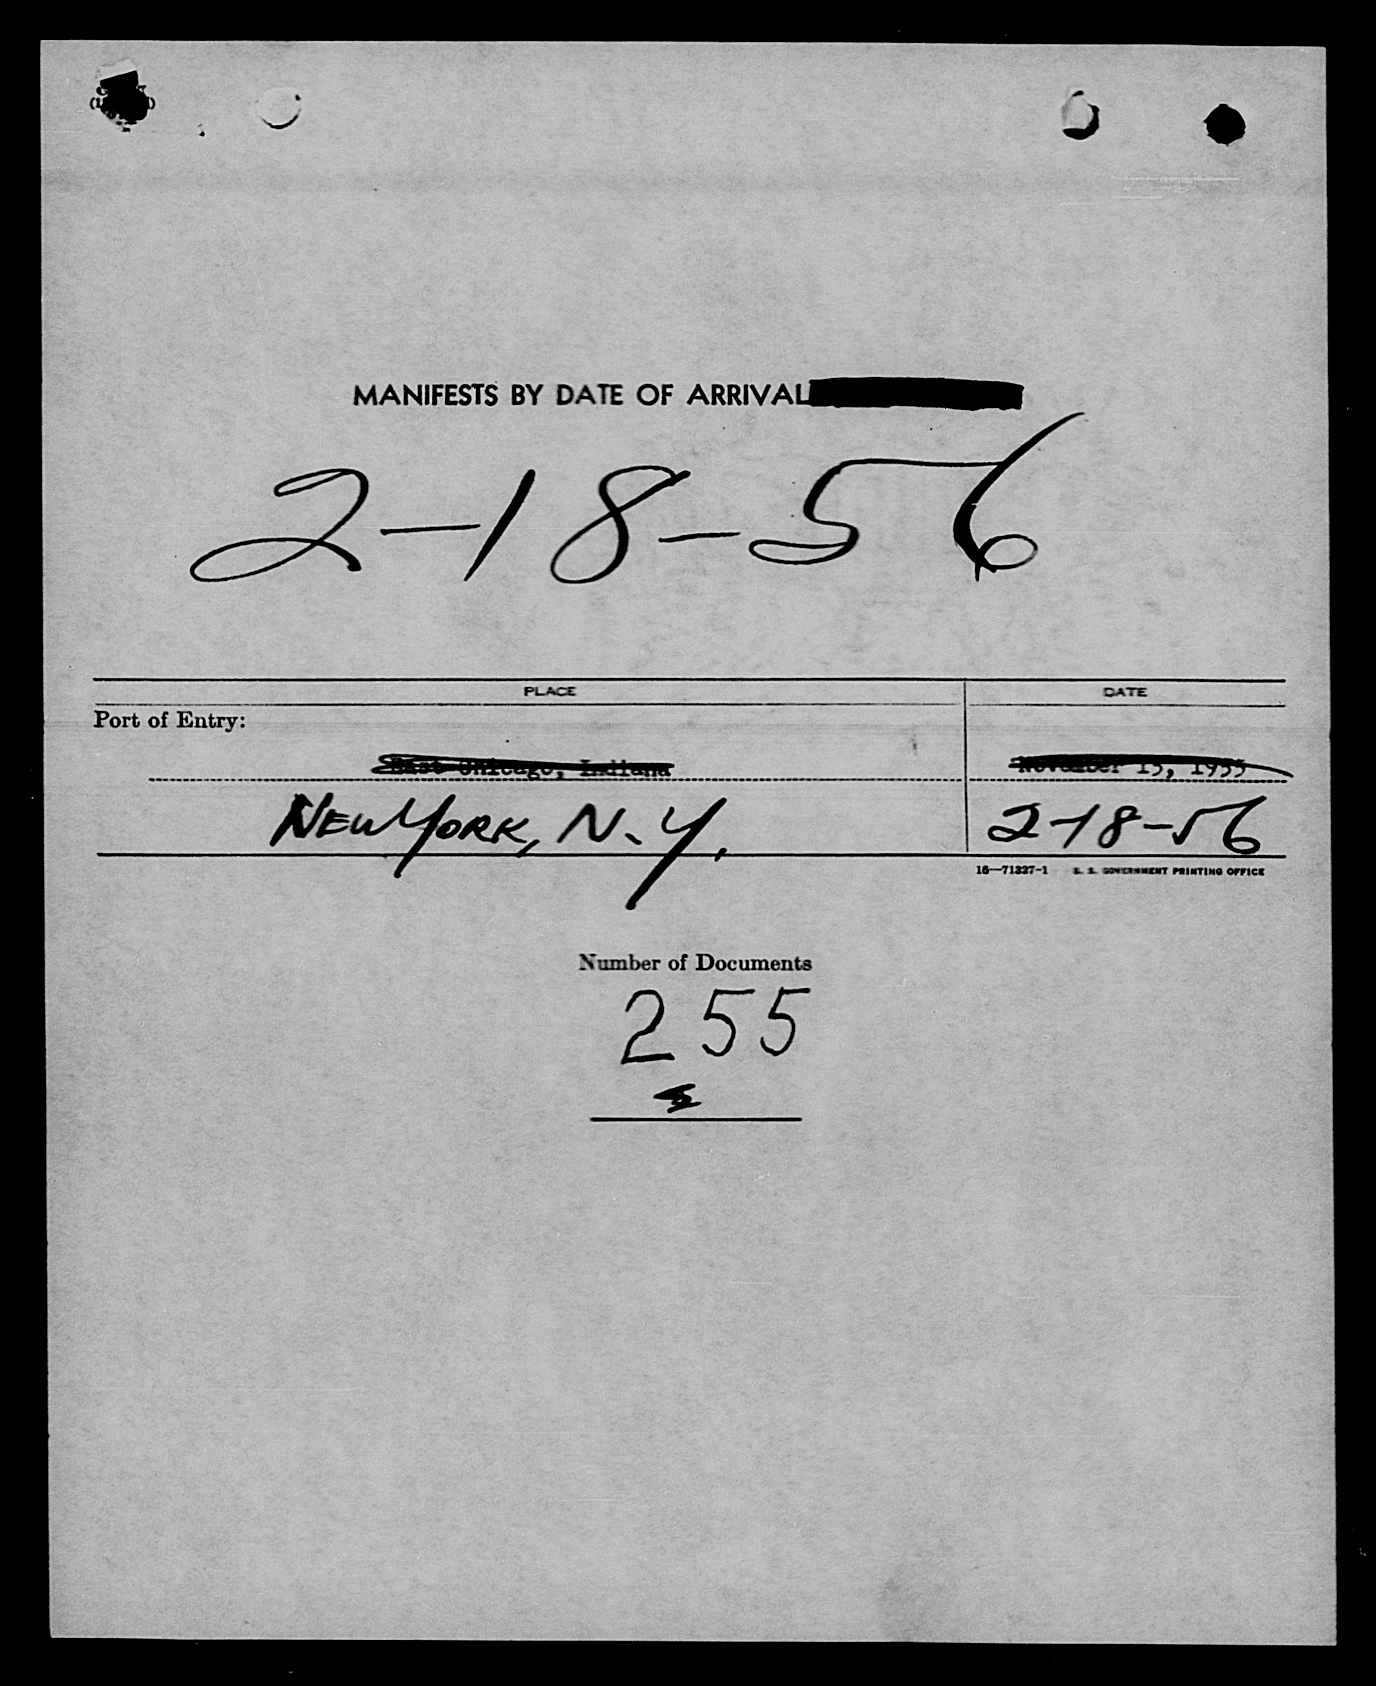 MANIFESTS BY DATE OF ARRIVAL
2-18-56
PLACE DATE
Port of Entry:
East Chicago, Indiana November 15, 1955
NEW YORK, N.Y. 2-18-56
16—71327-1 U. S. GOVERNMENT PRINTING OFFICE
Number of Documents
255